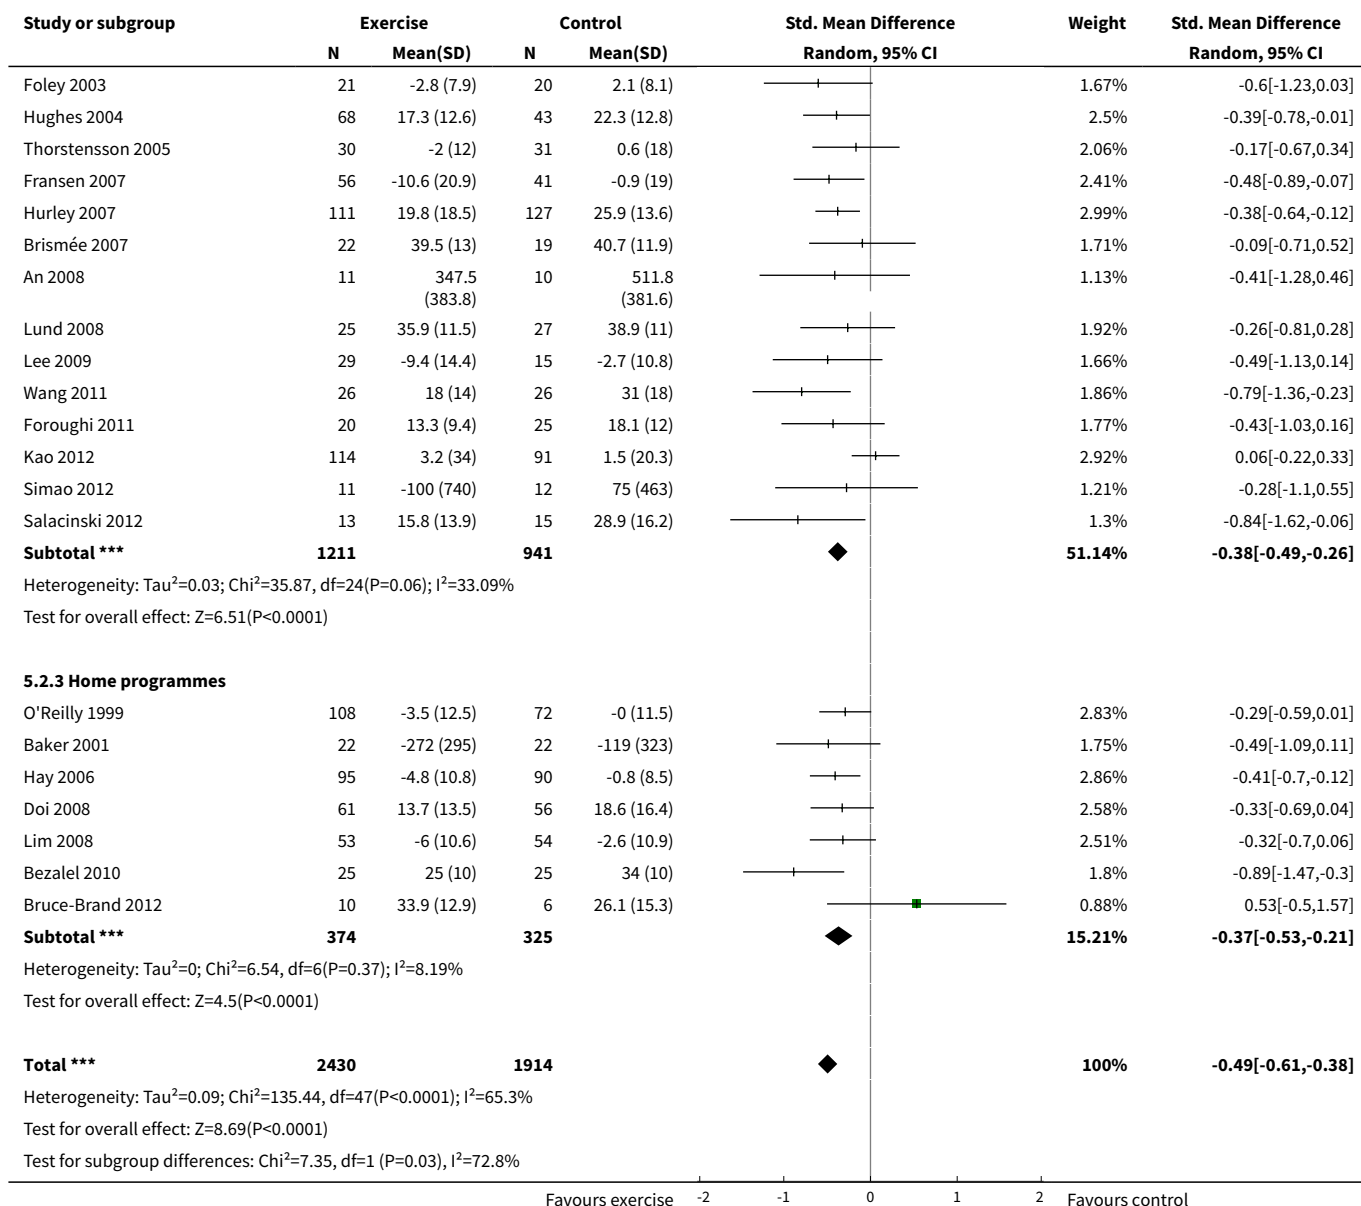 Study or subgroup Exercise Control Std. Mean Difference Weight Std. Mean Difference
N Mean(SD) N Mean(SD) Random, 95% CI Random, 95% CI
Foley 2003 21 -2.8 (7.9) 20 2.1 (8.1) 1.67% -0.6[-1.23,0.03]
Hughes 2004 68 17.3 (12.6) 43 22.3 (12.8) 2.5% -0.39[-0.78,-0.01]
Thorstensson 2005 30 -2 (12) 31 0.6 (18) 2.06% -0.17[-0.67,0.34]
Fransen 2007 56 -10.6 (20.9) 41 -0.9 (19) 2.41% -0.48[-0.89,-0.07]
Hurley 2007 111 19.8 (18.5) 127 25.9 (13.6) 2.99% -0.38[-0.64,-0.12]
Brismée 2007 22 39.5 (13) 19 40.7 (11.9) 1.71% -0.09[-0.71,0.52]
An 2008 11 347.5 10 511.8 1.13% -0.41[-1.28,0.46]
(383.8) (381.6)
Lund 2008 25 35.9 (11.5) 27 38.9 (11) 1.92% -0.26[-0.81,0.28]
Lee 2009 29 -9.4 (14.4) 15 -2.7 (10.8) 1.66% -0.49[-1.13,0.14]
Wang 2011 26 18 (14) 26 31 (18) 1.86% -0.79[-1.36,-0.23]
Foroughi 2011 20 13.3 (9.4) 25 18.1 (12) 1.77% -0.43[-1.03,0.16]
Kao 2012 114 3.2 (34) 91 1.5 (20.3) 2.92% 0.06[-0.22,0.33]
Simao 2012 11 -100 (740) 12 75 (463) 1.21% -0.28[-1.1,0.55]
Salacinski 2012 13 15.8 (13.9) 15 28.9 (16.2) 1.3% -0.84[-1.62,-0.06]
Subtotal *** 1211 941 51.14% -0.38[-0.49,-0.26]
Heterogeneity: Tau²=0.03; Chi²=35.87, df=24(P=0.06); I²=33.09%
Test for overall effect: Z=6.51(P<0.0001)
5.2.3 Home programmes
O'Reilly 1999 108 -3.5 (12.5) 72 -0 (11.5) 2.83% -0.29[-0.59,0.01]
Baker 2001 22 -272 (295) 22 -119 (323) 1.75% -0.49[-1.09,0.11]
Hay 2006 95 -4.8 (10.8) 90 -0.8 (8.5) 2.86% -0.41[-0.7,-0.12]
Doi 2008 61 13.7 (13.5) 56 18.6 (16.4) 2.58% -0.33[-0.69,0.04]
Lim 2008 53 -6 (10.6) 54 -2.6 (10.9) 2.51% -0.32[-0.7,0.06]
Bezalel 2010 25 25 (10) 25 34 (10) 1.8% -0.89[-1.47,-0.3]
Bruce-Brand 2012 10 33.9 (12.9) 6 26.1 (15.3) 0.88% 0.53[-0.5,1.57]
Subtotal *** 374 325 15.21% -0.37[-0.53,-0.21]
Heterogeneity: Tau²=0; Chi²=6.54, df=6(P=0.37); I²=8.19%
Test for overall effect: Z=4.5(P<0.0001)
Total *** 2430 1914 100% -0.49[-0.61,-0.38]
Heterogeneity: Tau²=0.09; Chi²=135.44, df=47(P<0.0001); I²=65.3%
Test for overall effect: Z=8.69(P<0.0001)
Test for subgroup differences: Chi²=7.35, df=1 (P=0.03), I²=72.8%
Favours exercise -2 -1 0 1 2 Favours control